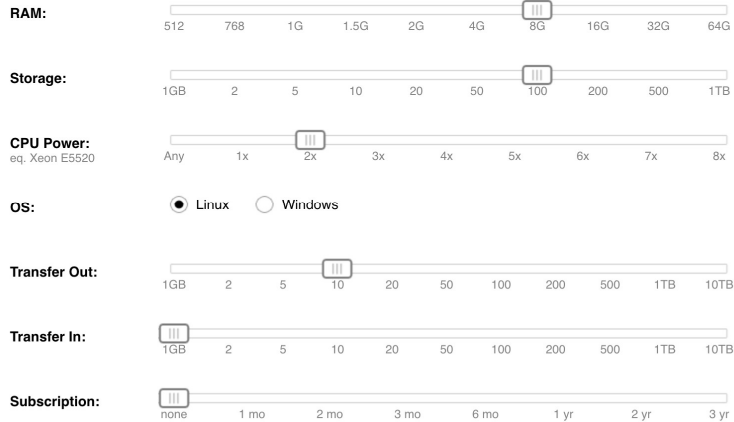 RAM:
512 768 1G 1.5G 2G 4G 8G 16G 32G 64G
Storage:
1GB 2 5 10 20 50 100 200 500 1TB
CPU Power:
eq. Xeon E5520
Any 1x 2x 3x 4x 5x 6x 7x 8x
OS: Linux Windows
Transfer Out:
1GB 2 5 10 20 50 100 200 500 1TB 10TB
Transfer In:
1GB 2 5 10 20 50 100 200 500 1TB 10TB
Subscription:
none 1 mo 2 mo 3 mo 6 mo 1 yr 2 yr 3 yr